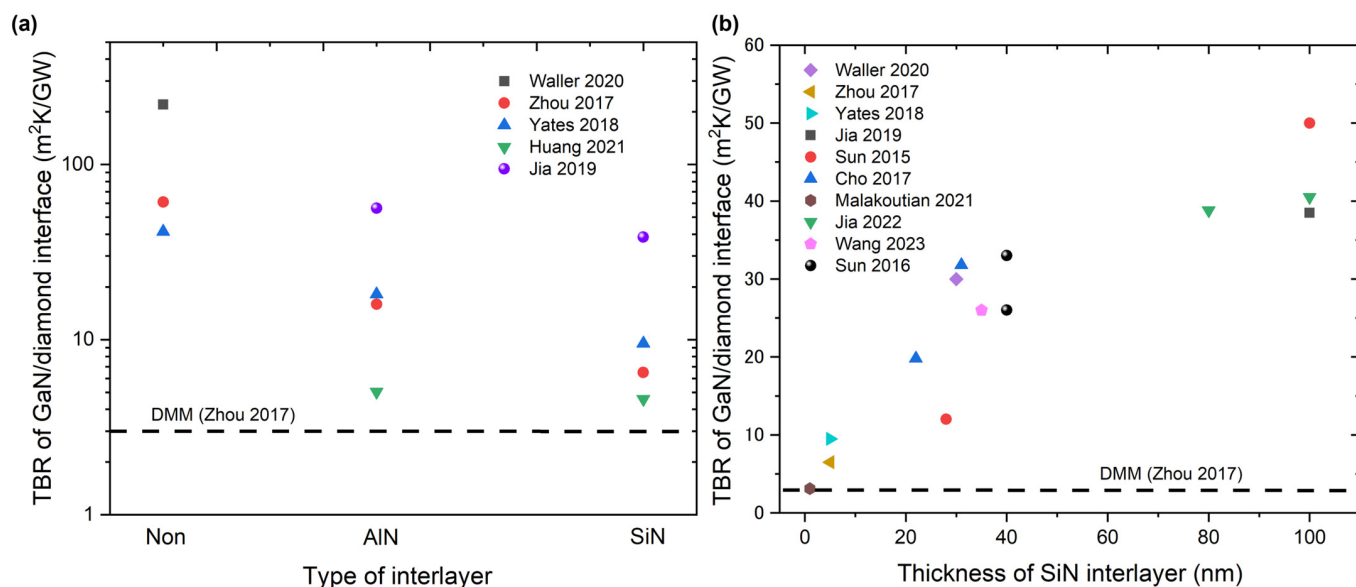 (a)
TBR of GaN/diamond interface (m²K/GW)
100
10
1
Waller 2020
Zhou 2017
Yates 2018
Huang 2021
Jia 2019
DMM (Zhou 2017)
Non
AlN
SiN
Type of interlayer
(b)
TBR of GaN/diamond interface (m²K/GW)
60
50
40
30
20
10
0
Waller 2020
Zhou 2017
Yates 2018
Jia 2019
Sun 2015
Cho 2017
Malakoutian 2021
Jia 2022
Wang 2023
Sun 2016
DMM (Zhou 2017)
0
20
40
60
80
100
Thickness of SiN interlayer (nm)